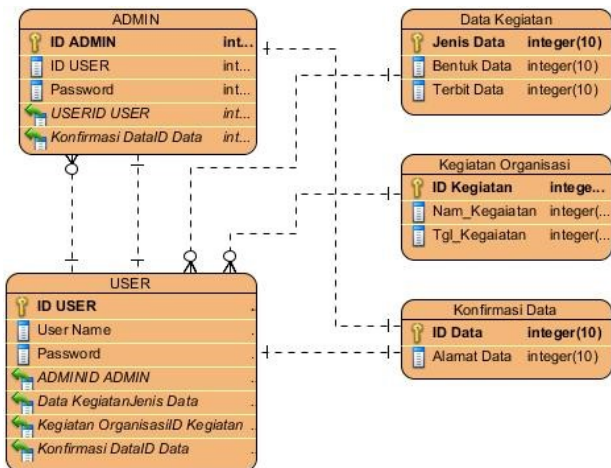 ADMIN
ID ADMIN int...
ID USER int...
Password int...
USERID USER int...
Konfirmasi DataID Data int...
Data Kegiatan
Jenis Data integer(10)
Bentuk Data integer(10)
Terbit Data integer(10)
Kegiatan Organisasi
ID Kegiatan intege...
Nam_Kegaiatan integer(...
Tgl_Kegaiatan integer(...
USER
ID USER .
User Name .
Password .
ADMINID ADMIN .
Data KegiatanJenis Data .
Kegiatan OrganisasiID Kegiatan .
Konfirmasi DataID Data .
Konfirmasi Data
ID Data integer(10)
Alamat Data integer(10)